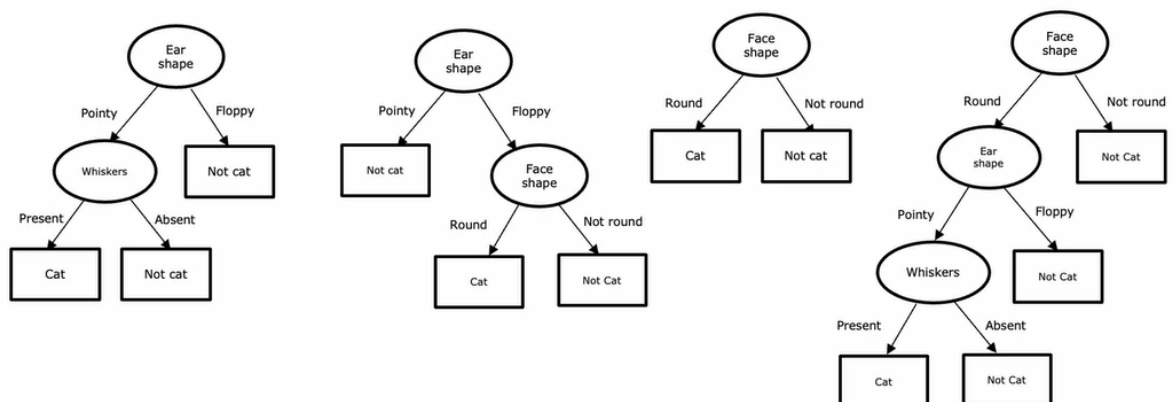 Ear
shape
Pointy
Floppy
Whiskers
Not cat
Present
Absent
Cat
Not cat
Ear
shape
Pointy
Floppy
Not cat
Face
shape
Round
Not round
Cat
Not Cat
Face
shape
Round
Not round
Cat
Not cat
Face
shape
Round
Not round
Ear
shape
Not Cat
Pointy
Floppy
Whiskers
Not Cat
Present
Absent
Cat
Not Cat